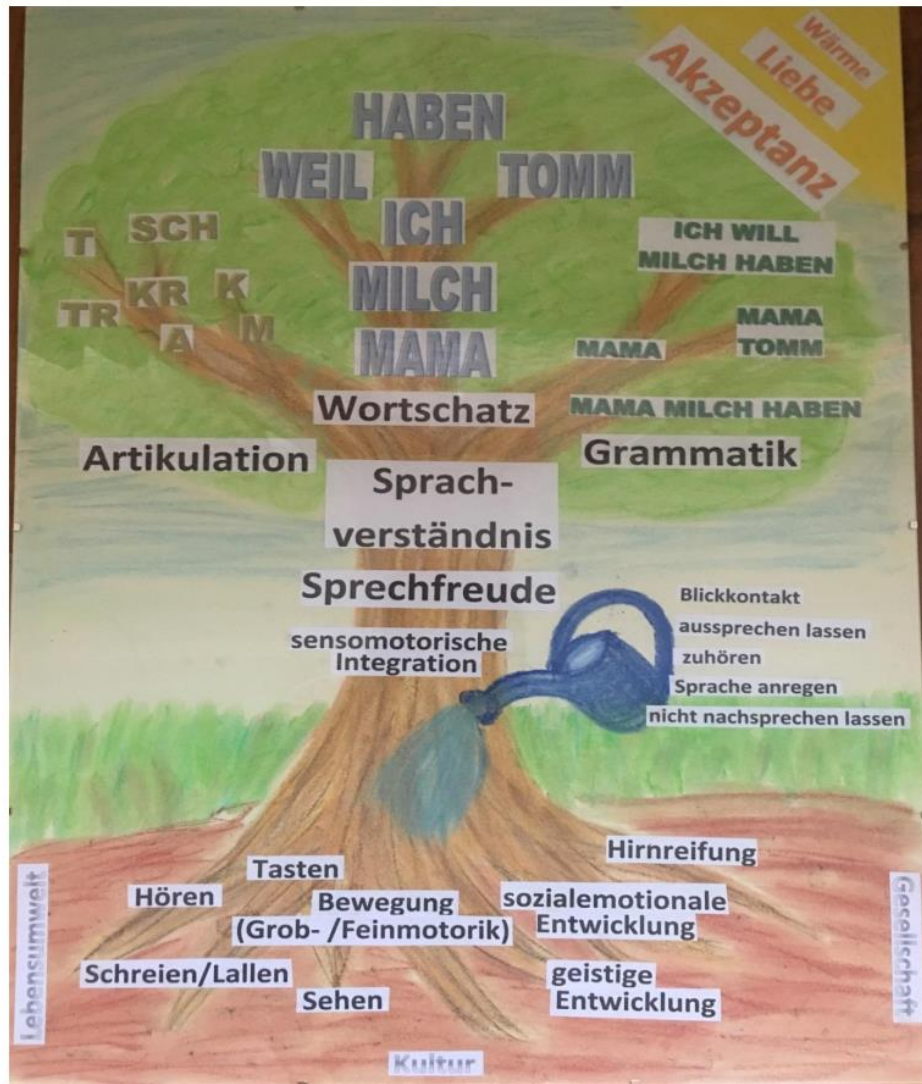 Wärme
Liebe
Akzeptanz
HABEN
WEIL
TOMM
ICH
MILCH
MAMA
T
SCH
KR
K
TR
A
M
ICH WILL
MILCH HABEN
MAMA
MAMA
TOMM
MAMA MILCH HABEN
Wortschatz
Artikulation
Grammatik
Sprach-
verständnis
Sprechfreude
sensomotorische
Integration
Blickkontakt
aussprechen lassen
zuhören
Sprache anregen
nicht nachsprechen lassen
Hirnreifung
Tasten
Hören
Bewegung
(Grob- /Feinmotorik)
sozialemotionale
Entwicklung
Schreien/Lallen
Sehen
geistige
Entwicklung
Lebensumwelt
Gesellschaft
Kultur